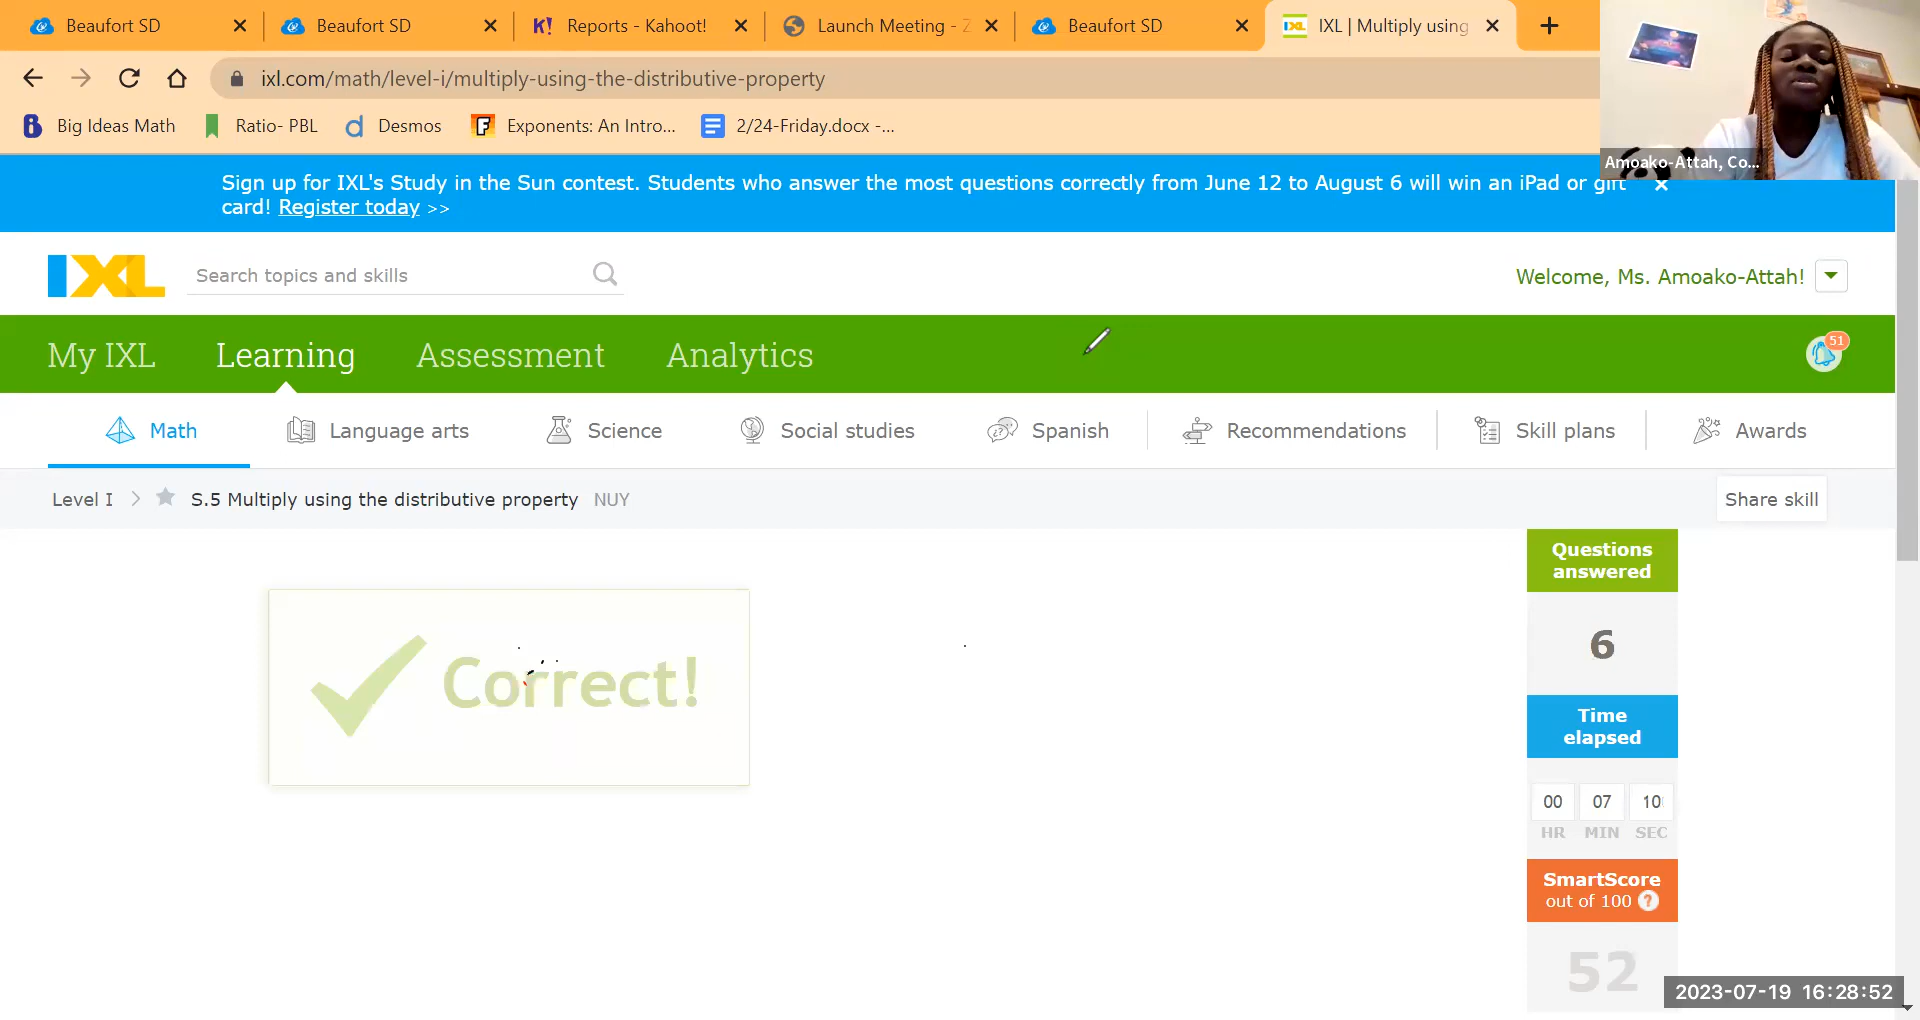 Beaufort SD
Beaufort SD
K! Reports - Kahoot!
Launch Meeting - Z
Beaufort SD
IXL | Multiply using
ixl.com/math/level-i/multiply-using-the-distributive-property
Big Ideas Math
Ratio- PBL
d Desmos
F Exponents: An Intro...
2/24-Friday.docx -...
Amoako-Attah, Co...
Sign up for IXL's Study in the Sun contest. Students who answer the most questions correctly from June 12 to August 6 will win an iPad or gift
card! Register today >>
IXL
Search topics and skills
Welcome, Ms. Amoako-Attah!
My IXL
Learning
Assessment
Analytics
51
Math
Language arts
Science
Social studies
Spanish
Recommendations
Skill plans
Awards
Level I > S.5 Multiply using the distributive property NUY
Share skill
Correct!
Questions
answered
6
Time
elapsed
00 07 10
HR MIN SEC
SmartScore
out of 100 ?
52
2023-07-19 16:28:52